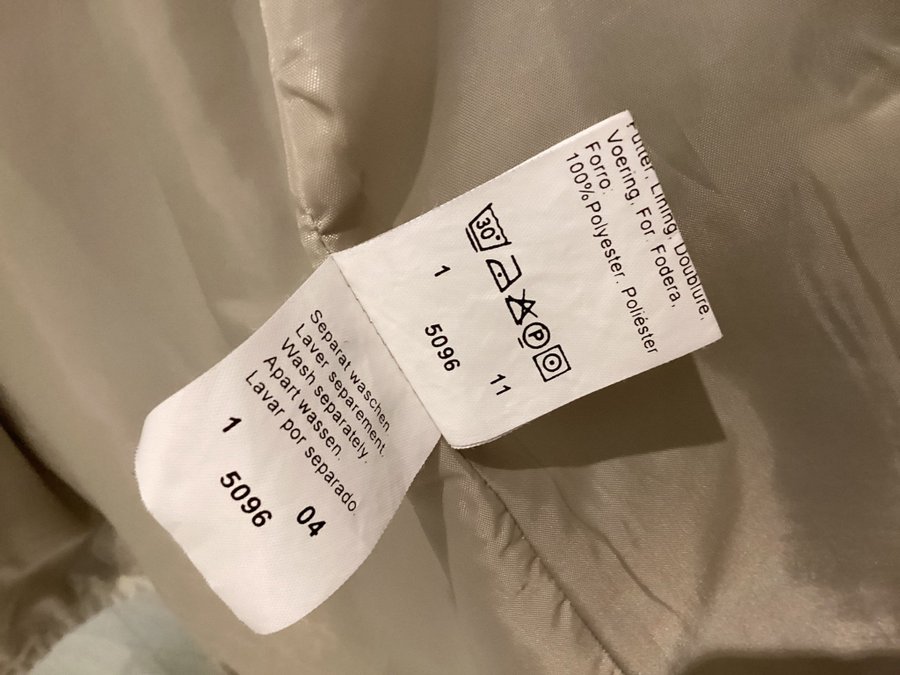 Futter. Lining. Doublure.
Voering. For. Fodera.
Forro.
100%Polyester. Poliéster
30°
P
1
5096
11
Separat waschen.
Laver separement.
Wash separately.
Apart wassen.
Lavar por separado.
1
5096
04